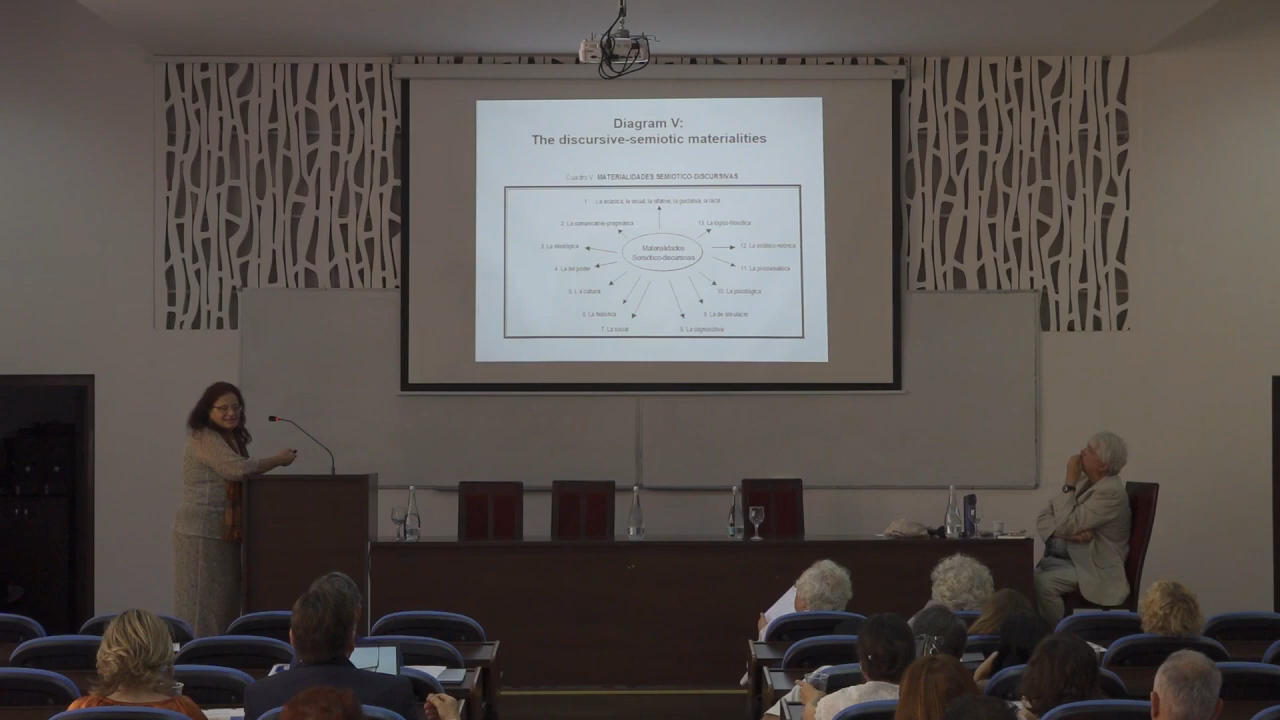 Diagram V:
The discursive-semiotic materialities
Cuadro V. MATERIALIDADES SEMIOTICO-DISCURSIVAS
1. La acústica, la visual, la olfativa, la gustativa, la táctil
2. La comunicativo-pragmática
13. La lógico-filosófica
3. La ideológica
12. La estético-retórica
Materialidades
Semiótico-discursivas
4. La del poder
11. La
5. La cultural
10. La psicológica
6. La histórica
9. La de
7. La social
8. La cognoscitiva